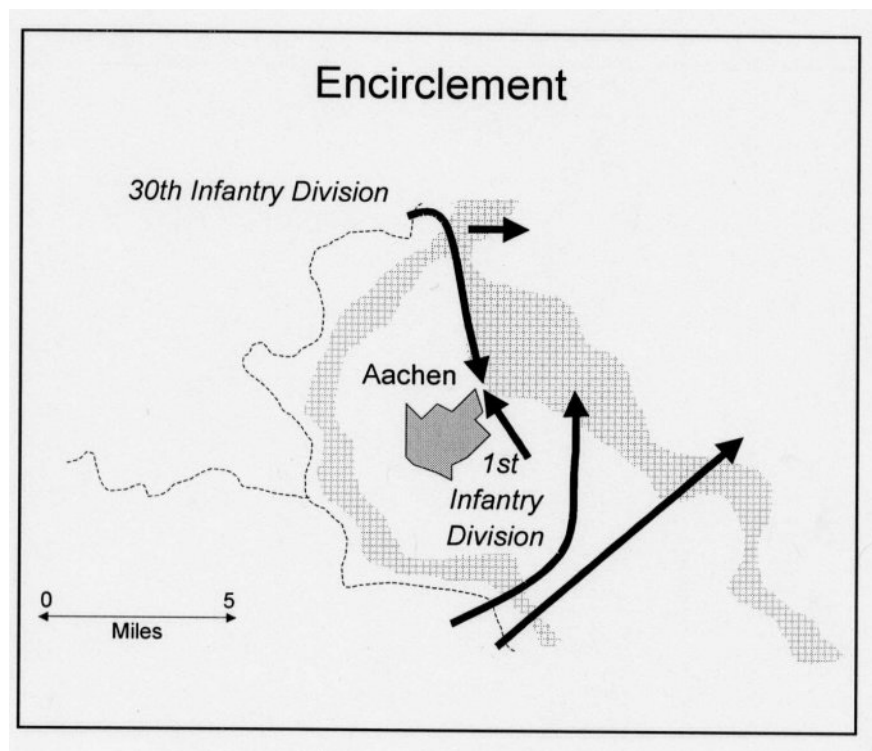 Encirclement
30th Infantry Division
Aachen
1st
Infantry
Division
0 5
Miles